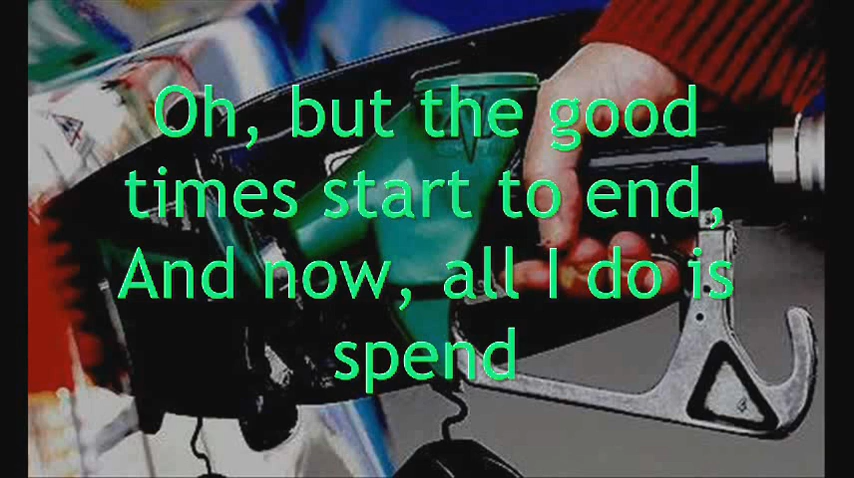 Oh, but the good
times start to end,
And now, all I do is
spend